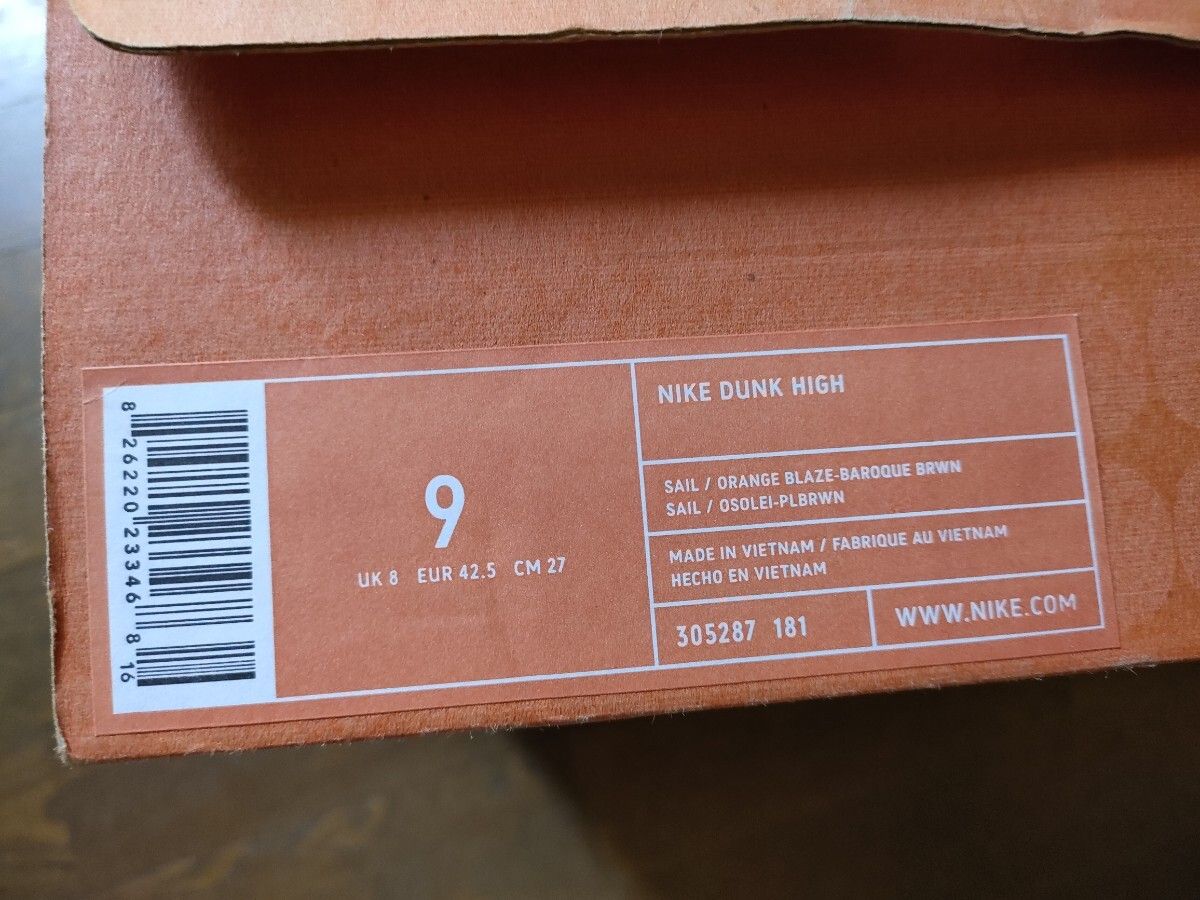 8 26220 23346 8 16
9
UK 8 EUR 42.5 CM 27
NIKE DUNK HIGH
SAIL / ORANGE BLAZE-BAROQUE BRWN
SAIL / OSOLEI-PLBRWN
MADE IN VIETNAM / FABRIQUE AU VIETNAM
HECHO EN VIETNAM
305287 181
WWW.NIKE.COM